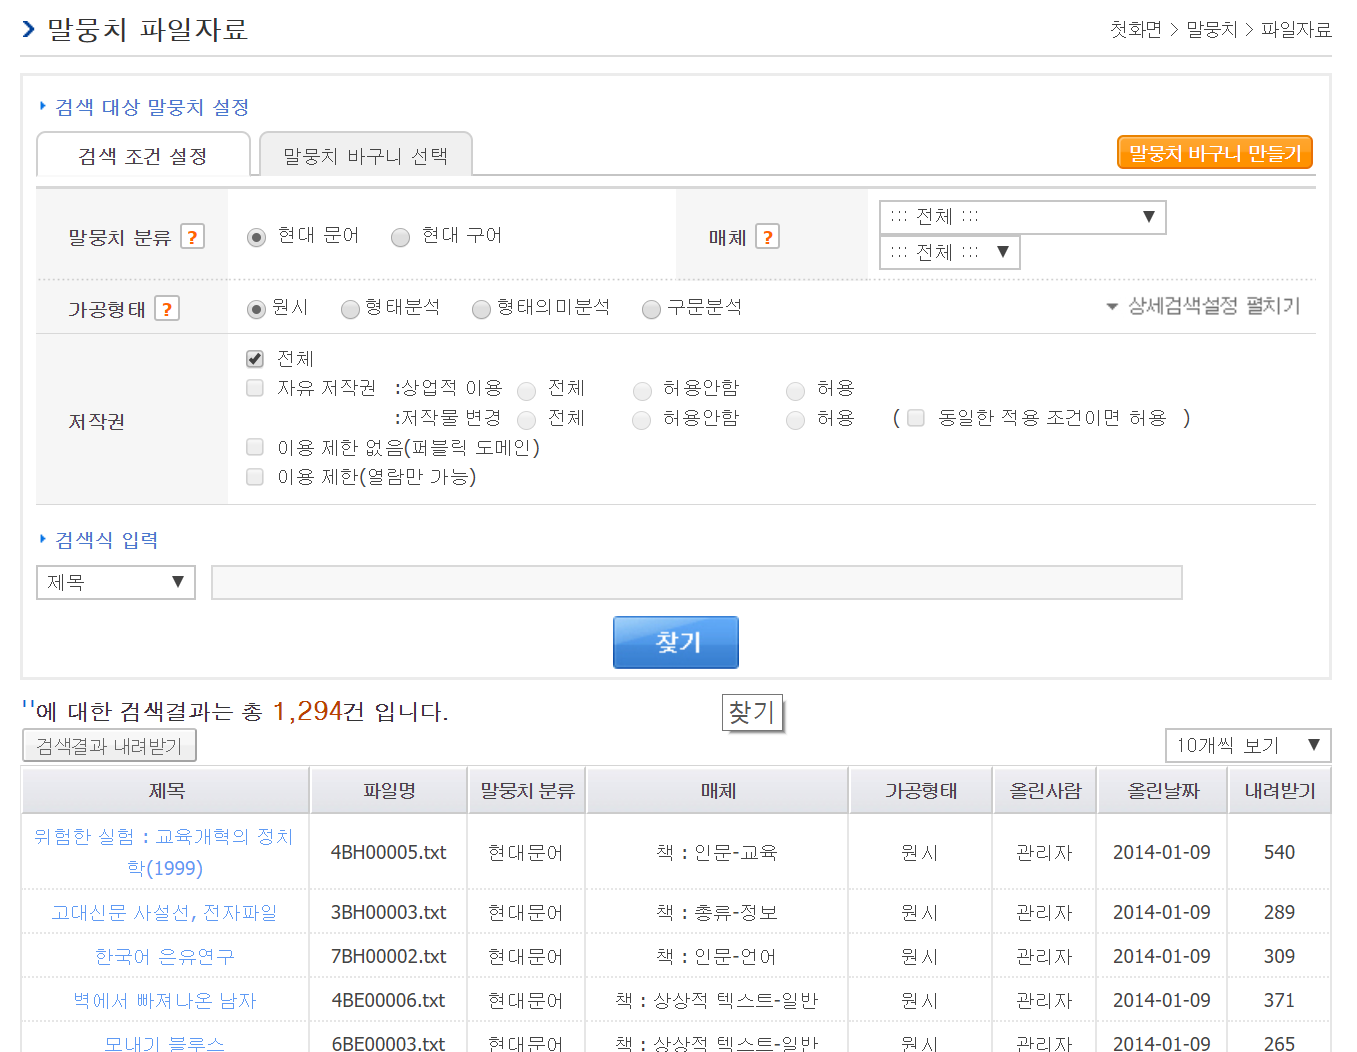 말뭉치 파일자료
첫화면 > 말뭉치 > 파일자료
검색 대상 말뭉치 설정
검색 조건 설정 말뭉치 바구니 선택 말뭉치 바구니 만들기
말뭉치 분류 ? 현대 문어 현대 구어 매체 ? ::: 전체 ::: ▼
::: 전체 ::: ▼
가공형태 ? 원시 형태분석 형태의미분석 구문분석 상세검색설정 펼치기
저작권
전체
자유 저작권 :상업적 이용 전체 허용안함 허용
:저작물 변경 전체 허용안함 허용 ( 동일한 적용 조건이면 허용 )
이용 제한 없음(퍼블릭 도메인)
이용 제한(열람만 가능)
검색식 입력
제목 ▼
찾기
''에 대한 검색결과는 총 1,294건 입니다.
찾기
검색결과 내려받기 10개씩 보기 ▼
제목 파일명 말뭉치 분류 매체 가공형태 올린사람 올린날짜 내려받기
위험한 실험 : 교육개혁의 정치
학(1999) 4BH00005.txt 현대문어 책 : 인문-교육 원시 관리자 2014-01-09 540
고대신문 사설선, 전자파일 3BH00003.txt 현대문어 책 : 총류-정보 원시 관리자 2014-01-09 289
한국어 은유연구 7BH00002.txt 현대문어 책 : 인문-언어 원시 관리자 2014-01-09 309
벽에서 빠져나온 남자 4BE00006.txt 현대문어 책 : 상상적 텍스트-일반 원시 관리자 2014-01-09 371
모내기 블루스 6BE00003.txt 현대문어 책 : 상상적 텍스트-일반 원시 관리자 2014-01-09 265